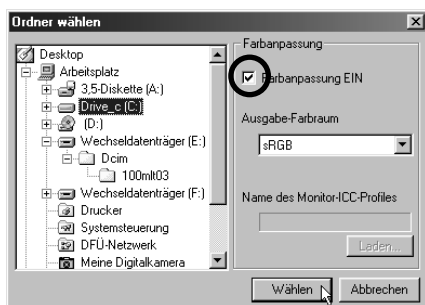 Ordner wählen
Desktop
Arbeitsplatz
3,5-Diskette (A:)
Drive_c (C:)
(D:)
Wechseldatenträger (E:)
Dcim
100mlt03
Wechseldatenträger (F:)
Drucker
Systemsteuerung
DFÜ-Netzwerk
Meine Digitalkamera
Farbanpassung
Farbanpassung EIN
Ausgabe-Farbraum
sRGB
Name des Monitor-ICC-Profiles
Laden...
Wählen
Abbrechen